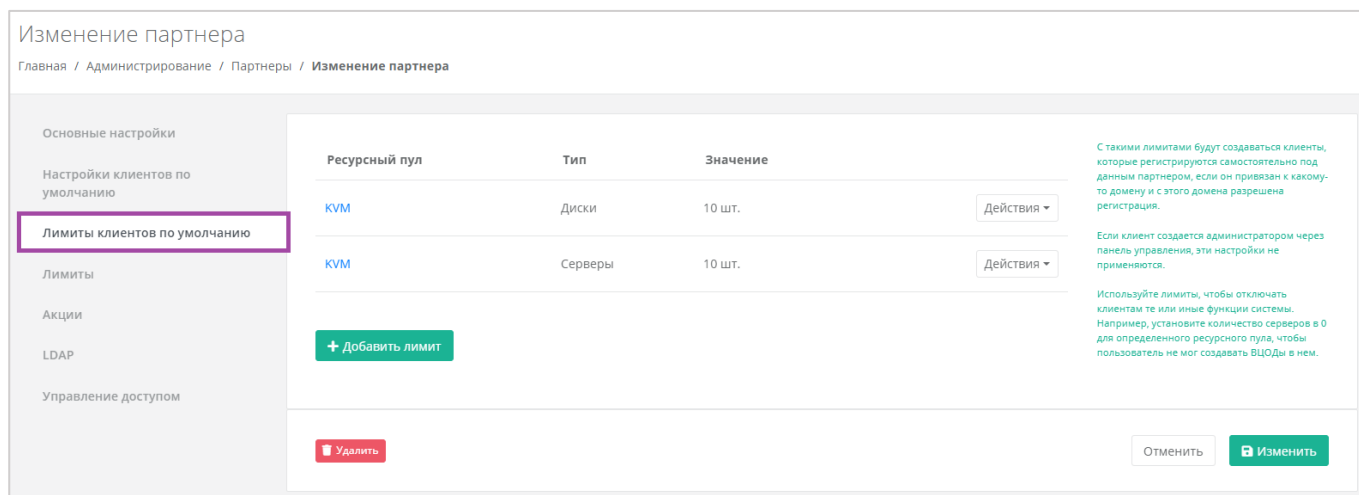 Изменение партнера
Главная / Администрирование / Партнеры / Изменение партнера
Основные настройки
Настройки клиентов по
умолчанию
Лимиты клиентов по умолчанию
Лимиты
Акции
LDAP
Управление доступом
Ресурсный пул Тип Значение
KVM Диски 10 шт. Действия
KVM Серверы 10 шт. Действия
+ Добавить лимит
С такими лимитами будут создаваться клиенты,
которые регистрируются самостоятельно под
данным партнером, если он привязан к какому-
то домену и с этого домена разрешена
регистрация.
Если клиент создается администратором через
панель управления, эти настройки не
применяются.
Используйте лимиты, чтобы отключать
клиентам те или иные функции системы.
Например, установите количество серверов в 0
для определенного ресурсного пула, чтобы
пользователь не мог создавать ВЦОДы в нем.
Удалить Отменить Изменить